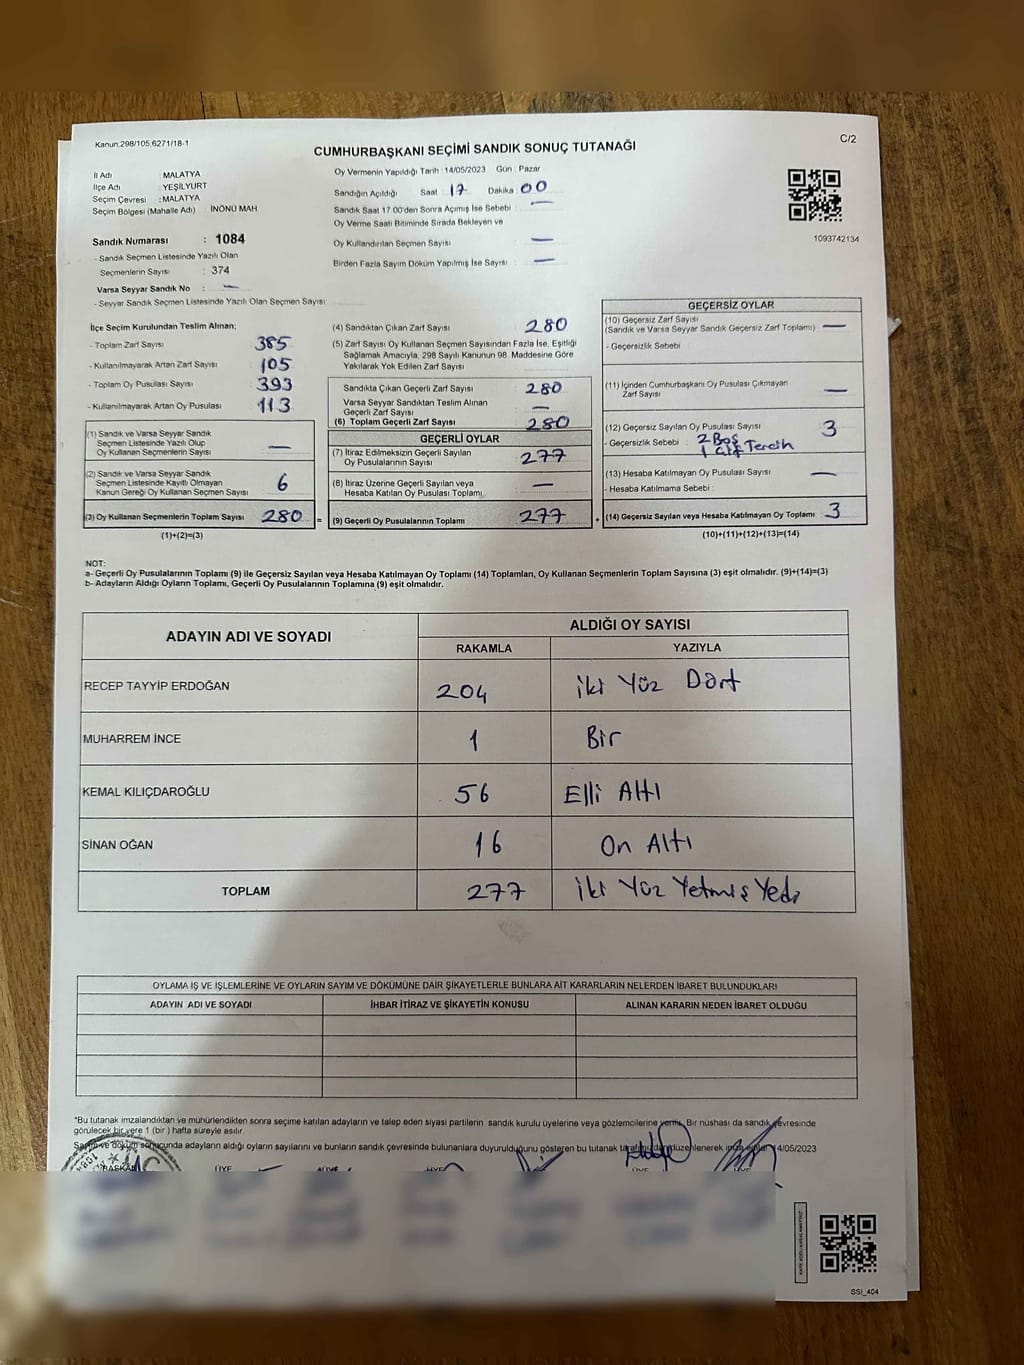 Kanun.298/105,6271/18-1
C/2
CUMHURBAŞKANI SEÇİMİ SANDIK SONUÇ TUTANAĞI
İl Adı : MALATYA
İlçe Adı : YEŞİLYURT
Seçim Çevresi : MALATYA
Seçim Bölgesi (Mahalle Adı) : İNÖNÜ MAH
Oy Vermenin Yapıldığı Tarih : 14/05/2023 Gün : Pazar
Sandığın Açıldığı Saat : 17 Dakika : 00
Sandık Saat 17.00'den Sonra Açımış İse Sebebi : —
Oy Verme Saati Bitiminde Sırada Bekleyen ve
Oy Kullandırılan Seçmen Sayısı : —
Birden Fazla Sayım Döküm Yapılmış İse Sayısı : —
1093742134
Sandık Numarası : 1084
- Sandık Seçmen Listesinde Yazılı Olan
Seçmenlerin Sayısı : 374
Varsa Seyyar Sandık No : —
- Seyyar Sandık Seçmen Listesinde Yazılı Olan Seçmen Sayısı:
İlçe Seçim Kurulundan Teslim Alınan;
- Toplam Zarf Sayısı : 385
- Kullanılmayarak Artan Zarf Sayısı : 105
- Toplam Oy Pusulası Sayısı : 393
- Kullanılmayarak Artan Oy Pusulası : 113
(1) Sandık ve Varsa Seyyar Sandık
Seçmen Listesinde Yazılı Olup
Oy Kullanan Seçmenlerin Sayısı : —
(2) Sandık ve Varsa Seyyar Sandık
Seçmen Listesinde Kayıtlı Olmayan
Kanun Gereği Oy Kullanan Seçmen Sayısı : 6
(3) Oy Kullanan Seçmenlerin Toplam Sayısı : 280 =
(1)+(2)=(3)
(4) Sandıktan Çıkan Zarf Sayısı : 280
(5) Zarf Sayısı Oy Kullanan Seçmen Sayısından Fazla İse, Eşitliği
Sağlamak Amacıyla, 298 Sayılı Kanunun 98. Maddesine Göre
Yakılarak Yok Edilen Zarf Sayısı :
Sandıkta Çıkan Geçerli Zarf Sayısı : 280
Varsa Seyyar Sandıktan Teslim Alınan
Geçerli Zarf Sayısı : —
(6) Toplam Geçerli Zarf Sayısı : 280
GEÇERLİ OYLAR
(7) İtiraz Edilmeksizin Geçerli Sayılan
Oy Pusulalarının Sayısı : 277
(8) İtiraz Üzerine Geçerli Sayılan veya
Hesaba Katılan Oy Pusulası Toplamı : —
(9) Geçerli Oy Pusulalarının Toplamı : 277 +
GEÇERSİZ OYLAR
(10) Geçersiz Zarf Sayısı
(Sandık ve Varsa Seyyar Sandık Geçersiz Zarf Toplamı) : —
- Geçersizlik Sebebi :
(11) İçinden Cumhurbaşkanı Oy Pusulası Çıkmayan
Zarf Sayısı : —
(12) Geçersiz Sayılan Oy Pusulası Sayısı : 3
- Geçersizlik Sebebi : 2 Boş
1 Çift Tercih
(13) Hesaba Katılmayan Oy Pusulası Sayısı : —
- Hesaba Katılmama Sebebi :
(14) Geçersiz Sayılan veya Hesaba Katılmayan Oy Toplamı : 3
(10)+(11)+(12)+(13)=(14)
NOT:
a- Geçerli Oy Pusulalarının Toplamı (9) ile Geçersiz Sayılan veya Hesaba Katılmayan Oy Toplamı (14) Toplamları, Oy Kullanan Seçmenlerin Toplam Sayısına (3) eşit olmalıdır. (9)+(14)=(3)
b- Adayların Aldığı Oyların Toplamı, Geçerli Oy Pusulalarının Toplamına (9) eşit olmalıdır.
ADAYIN ADI VE SOYADI
ALDIĞI OY SAYISI
RAKAMLA YAZIYLA
RECEP TAYYİP ERDOĞAN 204 iki Yüz Dört
MUHARREM İNCE 1 Bir
KEMAL KILIÇDAROĞLU 56 Elli Altı
SİNAN OĞAN 16 On Altı
TOPLAM 277 iki Yüz Yetmiş Yedi
OYLAMA İŞ VE İŞLEMLERİNE VE OYLARIN SAYIM VE DÖKÜMÜNE DAİR ŞİKAYETLERLE BUNLARA AİT KARARLARIN NELERDEN İBARET BULUNDUKLARI
ADAYIN ADI VE SOYADI İHBAR İTİRAZ VE ŞİKAYETİN KONUSU ALINAN KARARIN NEDEN İBARET OLDUĞU
*Bu tutanak imzalandıktan ve mühürlendikten sonra seçime katılan adayların ve talep eden siyasi partilerin sandık kurulu üyelerine veya gözlemcilerine verilir. Bir nüshası da sandık çevresinde
görülecek bir yere 1 (bir) hafta süreyle asılır.
Sayım ve döküm sonucunda adayların aldığı oyların sayılarını ve bunların sandık çevresinde bulunanlara duyurulduğunu gösteren bu tutanak tarafımızdan düzenlenerek 14/05/2023
BAŞKAN ÜYE ÜYE ÜYE ÜYE ÜYE
SSI_404